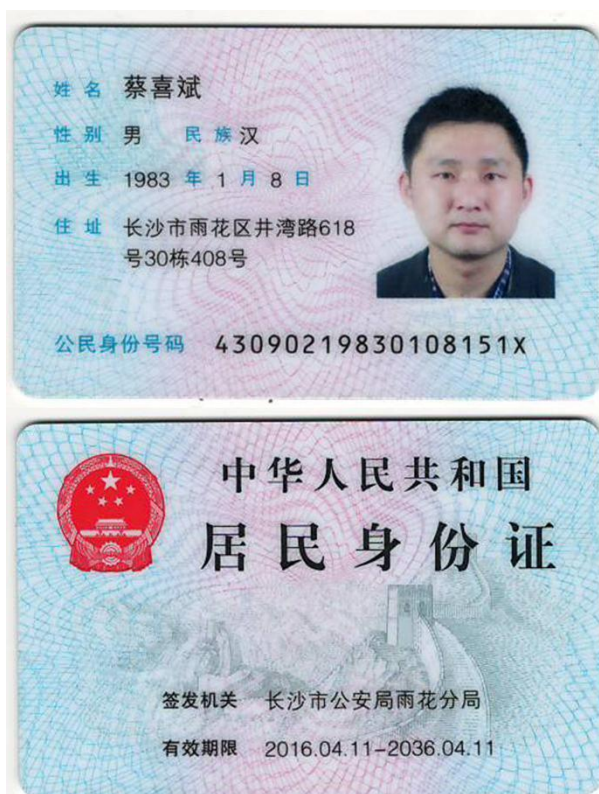 姓名 蔡喜斌
性别 男 民族 汉
出生 1983 年 1 月 8 日
住址 长沙市雨花区井湾路618
号30栋408号
公民身份号码 43090219830108151X
中华人民共和国
居民身份证
签发机关 长沙市公安局雨花分局
有效期限 2016.04.11-2036.04.11